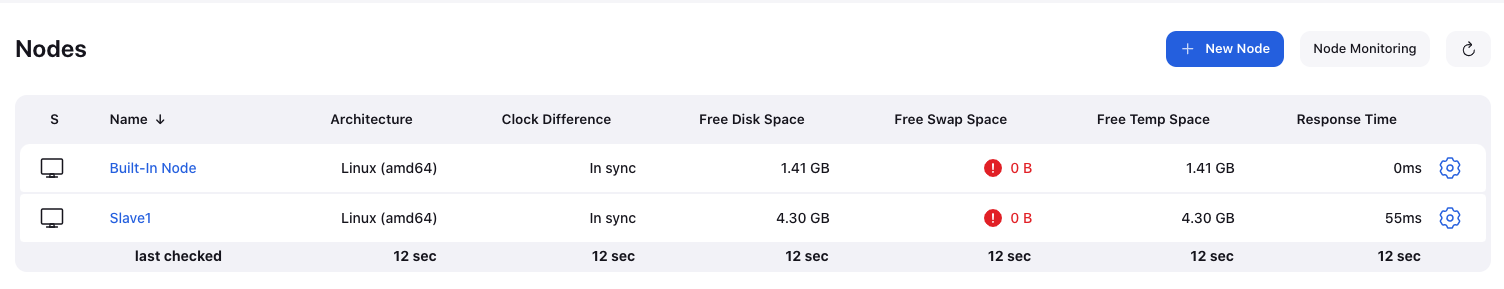 Nodes
+ New Node
Node Monitoring
S Name ↓ Architecture Clock Difference Free Disk Space Free Swap Space Free Temp Space Response Time
Built-In Node Linux (amd64) In sync 1.41 GB ! 0 B 1.41 GB 0ms
Slave1 Linux (amd64) In sync 4.30 GB ! 0 B 4.30 GB 55ms
last checked 12 sec 12 sec 12 sec 12 sec 12 sec 12 sec